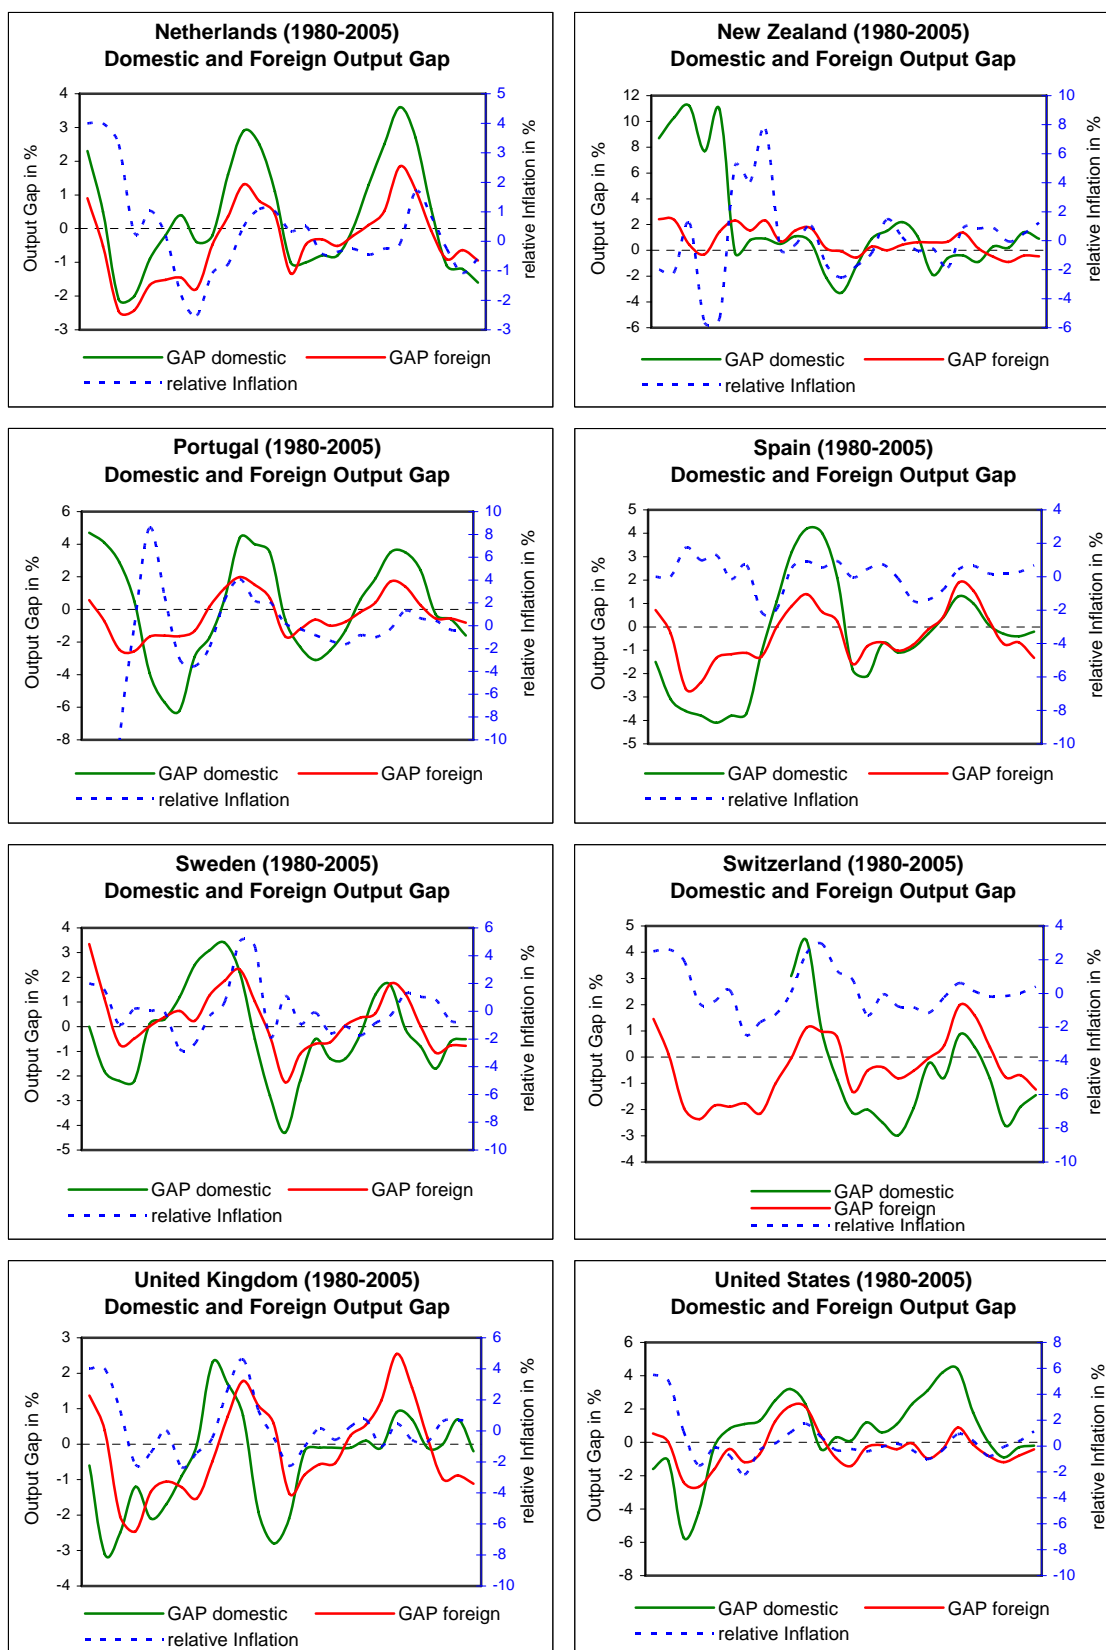 Netherlands (1980-2005)
Domestic and Foreign Output Gap
Output Gap in %
4
3
2
1
0
-1
-2
-3
5
4
3
2
1
0
-1
-2
-3
relative Inflation in %
GAP domestic
GAP foreign
relative Inflation
New Zealand (1980-2005)
Domestic and Foreign Output Gap
Output Gap in %
12
10
8
6
4
2
0
-2
-4
-6
10
8
6
4
2
0
-2
-4
-6
relative Inflation in %
GAP domestic
GAP foreign
relative Inflation
Portugal (1980-2005)
Domestic and Foreign Output Gap
Output Gap in %
6
4
2
0
-2
-4
-6
-8
10
8
6
4
2
0
-2
-4
-6
-8
-10
relative Inflation in %
GAP domestic
GAP foreign
relative Inflation
Spain (1980-2005)
Domestic and Foreign Output Gap
Output Gap in %
5
4
3
2
1
0
-1
-2
-3
-4
-5
4
2
0
-2
-4
-6
-8
-10
relative Inflation in %
GAP domestic
GAP foreign
relative Inflation
Sweden (1980-2005)
Domestic and Foreign Output Gap
Output Gap in %
4
3
2
1
0
-1
-2
-3
-4
-5
6
4
2
0
-2
-4
-6
-8
-10
relative Inflation in %
GAP domestic
GAP foreign
relative Inflation
Switzerland (1980-2005)
Domestic and Foreign Output Gap
Output Gap in %
5
4
3
2
1
0
-1
-2
-3
-4
4
2
0
-2
-4
-6
-8
-10
relative Inflation in %
GAP domestic
GAP foreign
relative Inflation
United Kingdom (1980-2005)
Domestic and Foreign Output Gap
Output Gap in %
3
2
1
0
-1
-2
-3
-4
6
4
2
0
-2
-4
-6
-8
-10
relative Inflation in %
GAP domestic
GAP foreign
relative Inflation
United States (1980-2005)
Domestic and Foreign Output Gap
Output Gap in %
6
4
2
0
-2
-4
-6
-8
8
6
4
2
0
-2
-4
-6
-8
-10
relative Inflation in %
GAP domestic
GAP foreign
relative Inflation